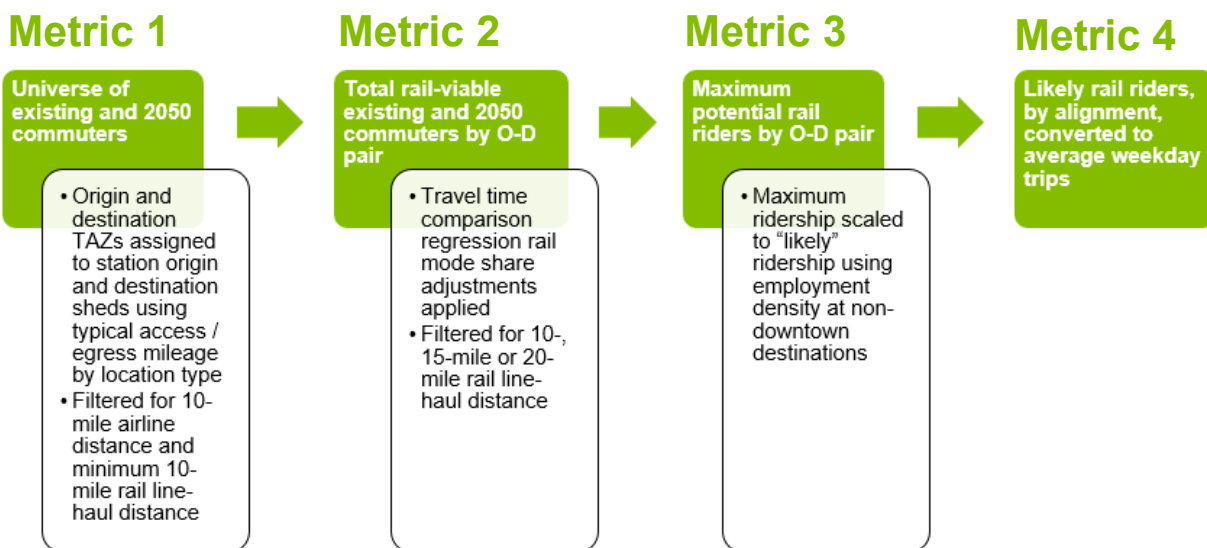 Metric 1
Universe of
existing and 2050
commuters
• Origin and
destination
TAZs assigned
to station origin
and destination
sheds using
typical access /
egress mileage
by location type
• Filtered for 10-
mile airline
distance and
minimum 10-
mile rail line-
haul distance
Metric 2
Total rail-viable
existing and 2050
commuters by O-D
pair
• Travel time
comparison
regression rail
mode share
adjustments
applied
• Filtered for 10-,
15-mile or 20-
mile rail line-
haul distance
Metric 3
Maximum
potential rail
riders by O-D pair
• Maximum
ridership scaled
to “likely”
ridership using
employment
density at non-
downtown
destinations
Metric 4
Likely rail riders,
by alignment,
converted to
average weekday
trips